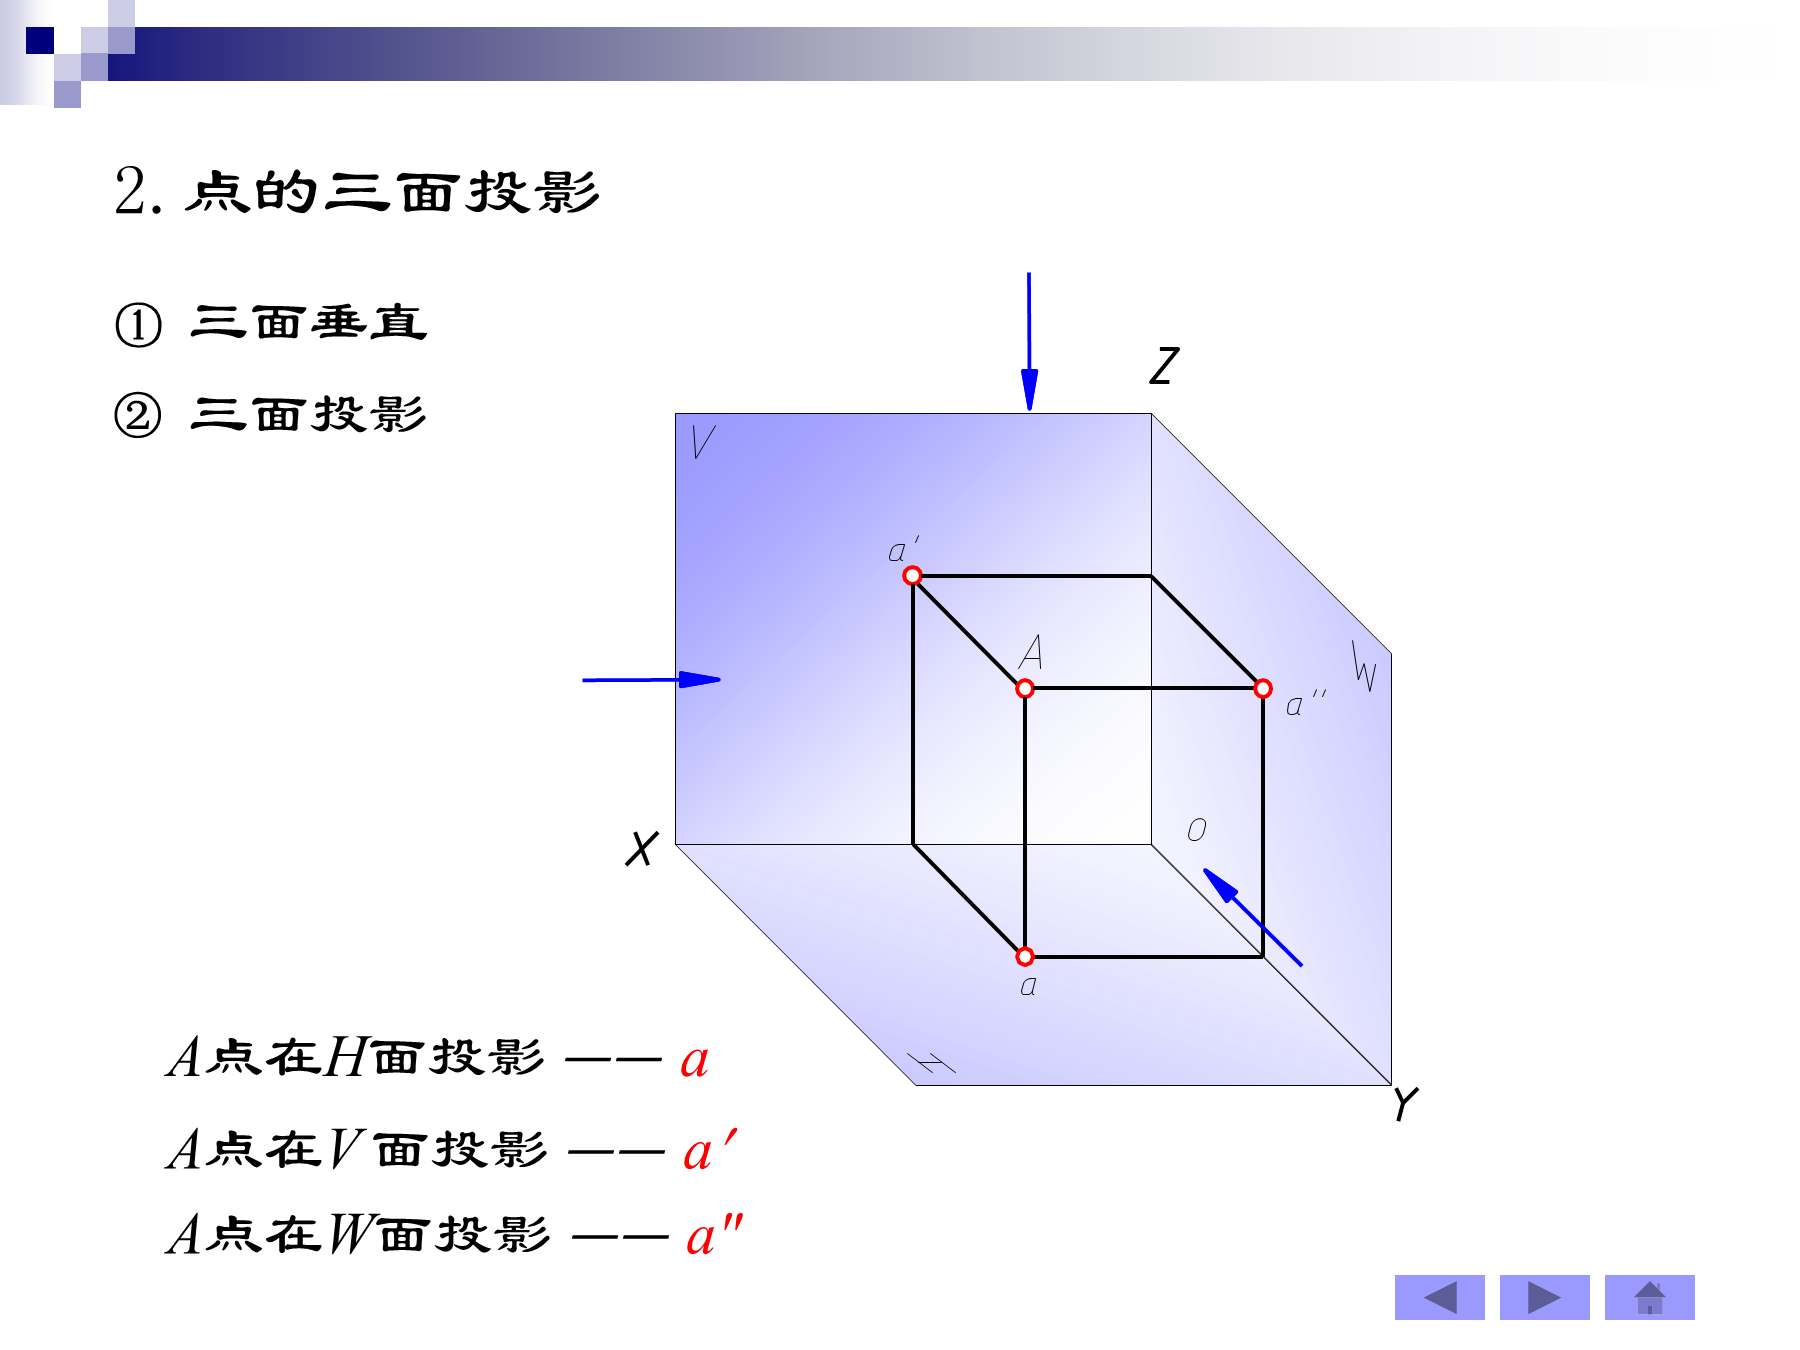 2. 点的三面投影
① 三面垂直
② 三面投影
Z
V
a′
A
W
a″
X
O
a
H
Y
A点在H面投影 —— a
A点在V面投影 —— a′
A点在W面投影 —— a″